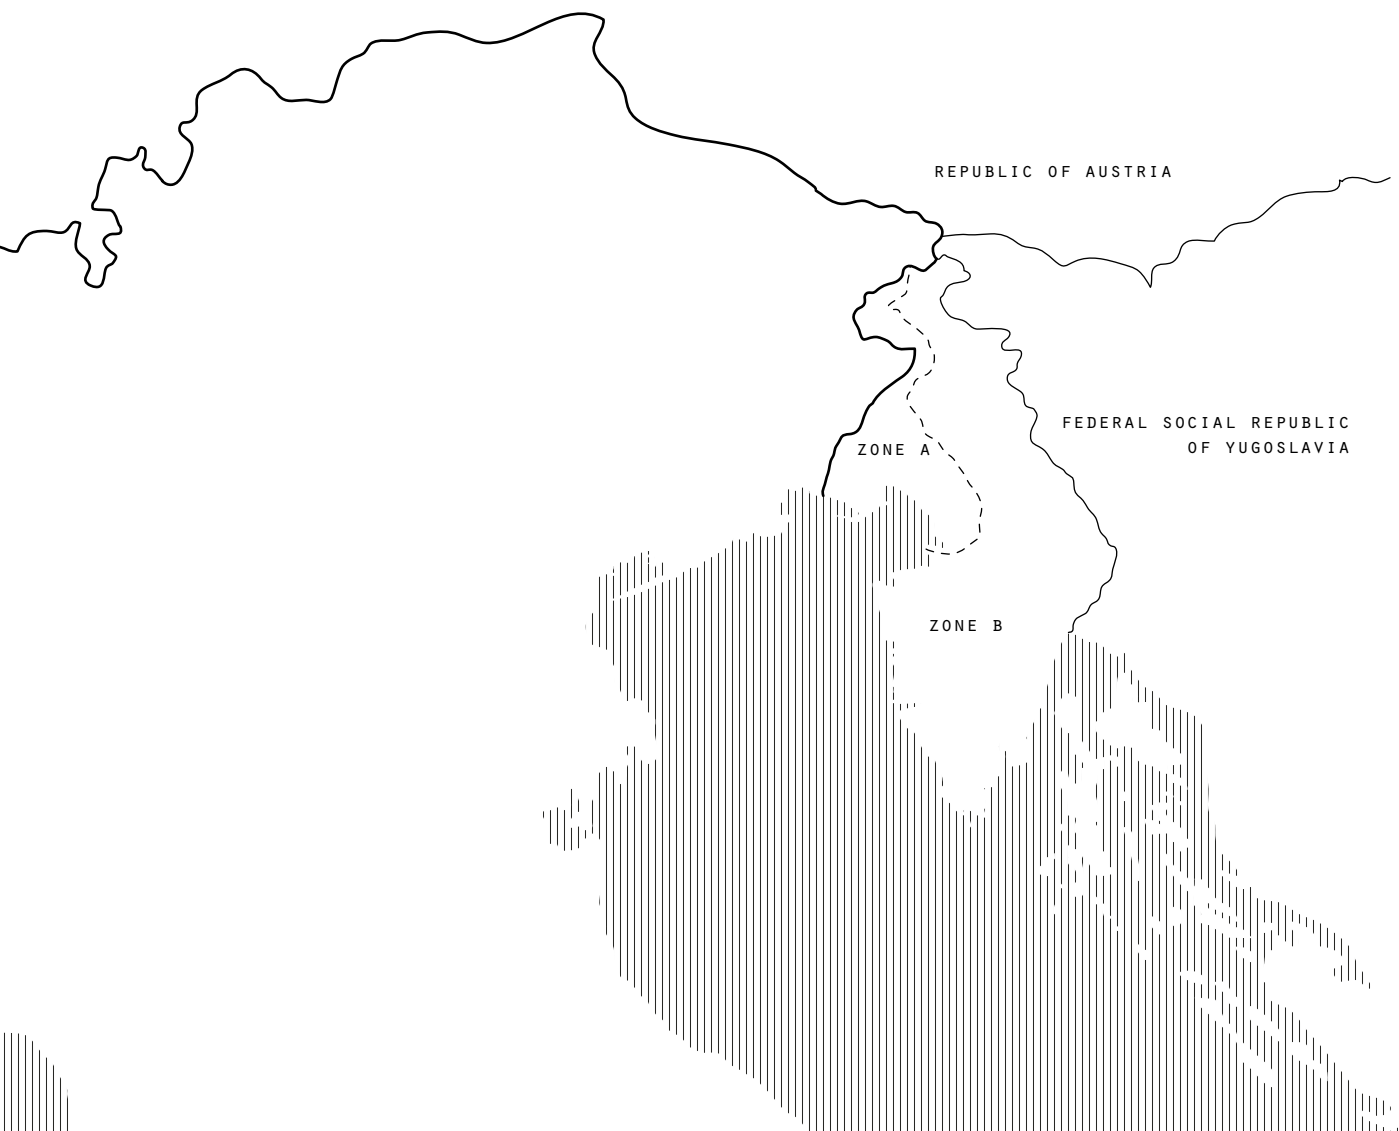 REPUBLIC OF AUSTRIA
FEDERAL SOCIAL REPUBLIC
OF YUGOSLAVIA
ZONE A
ZONE B